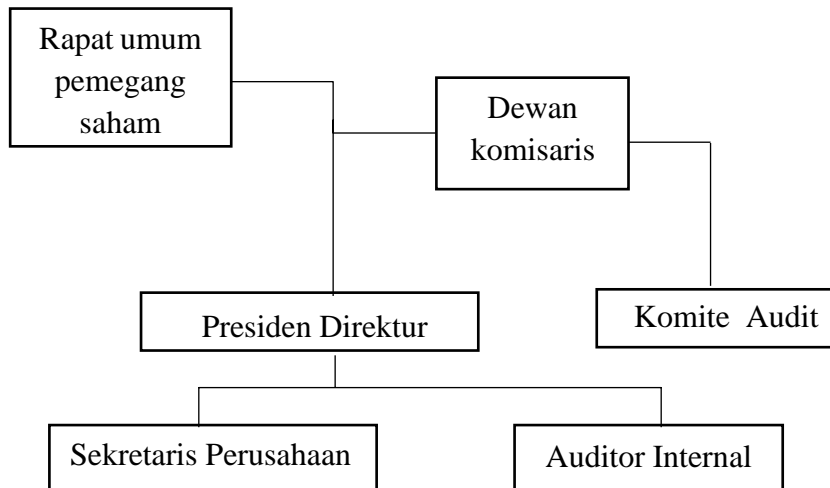 Rapat umum
pemegang
saham
Dewan
komisaris
Presiden Direktur
Komite Audit
Sekretaris Perusahaan
Auditor Internal